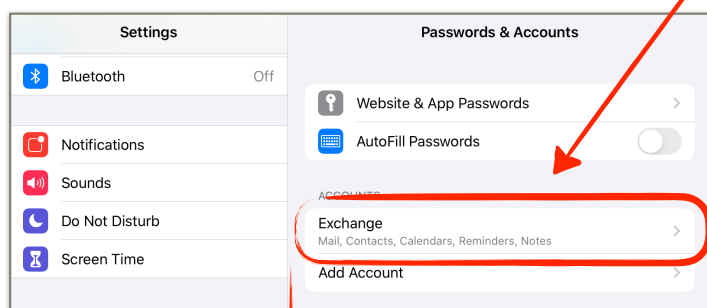 Settings
Passwords & Accounts
Bluetooth Off
Website & App Passwords
Notifications
AutoFill Passwords
Sounds
ACCOUNTS
Do Not Disturb
Exchange
Mail, Contacts, Calendars, Reminders, Notes
Screen Time
Add Account